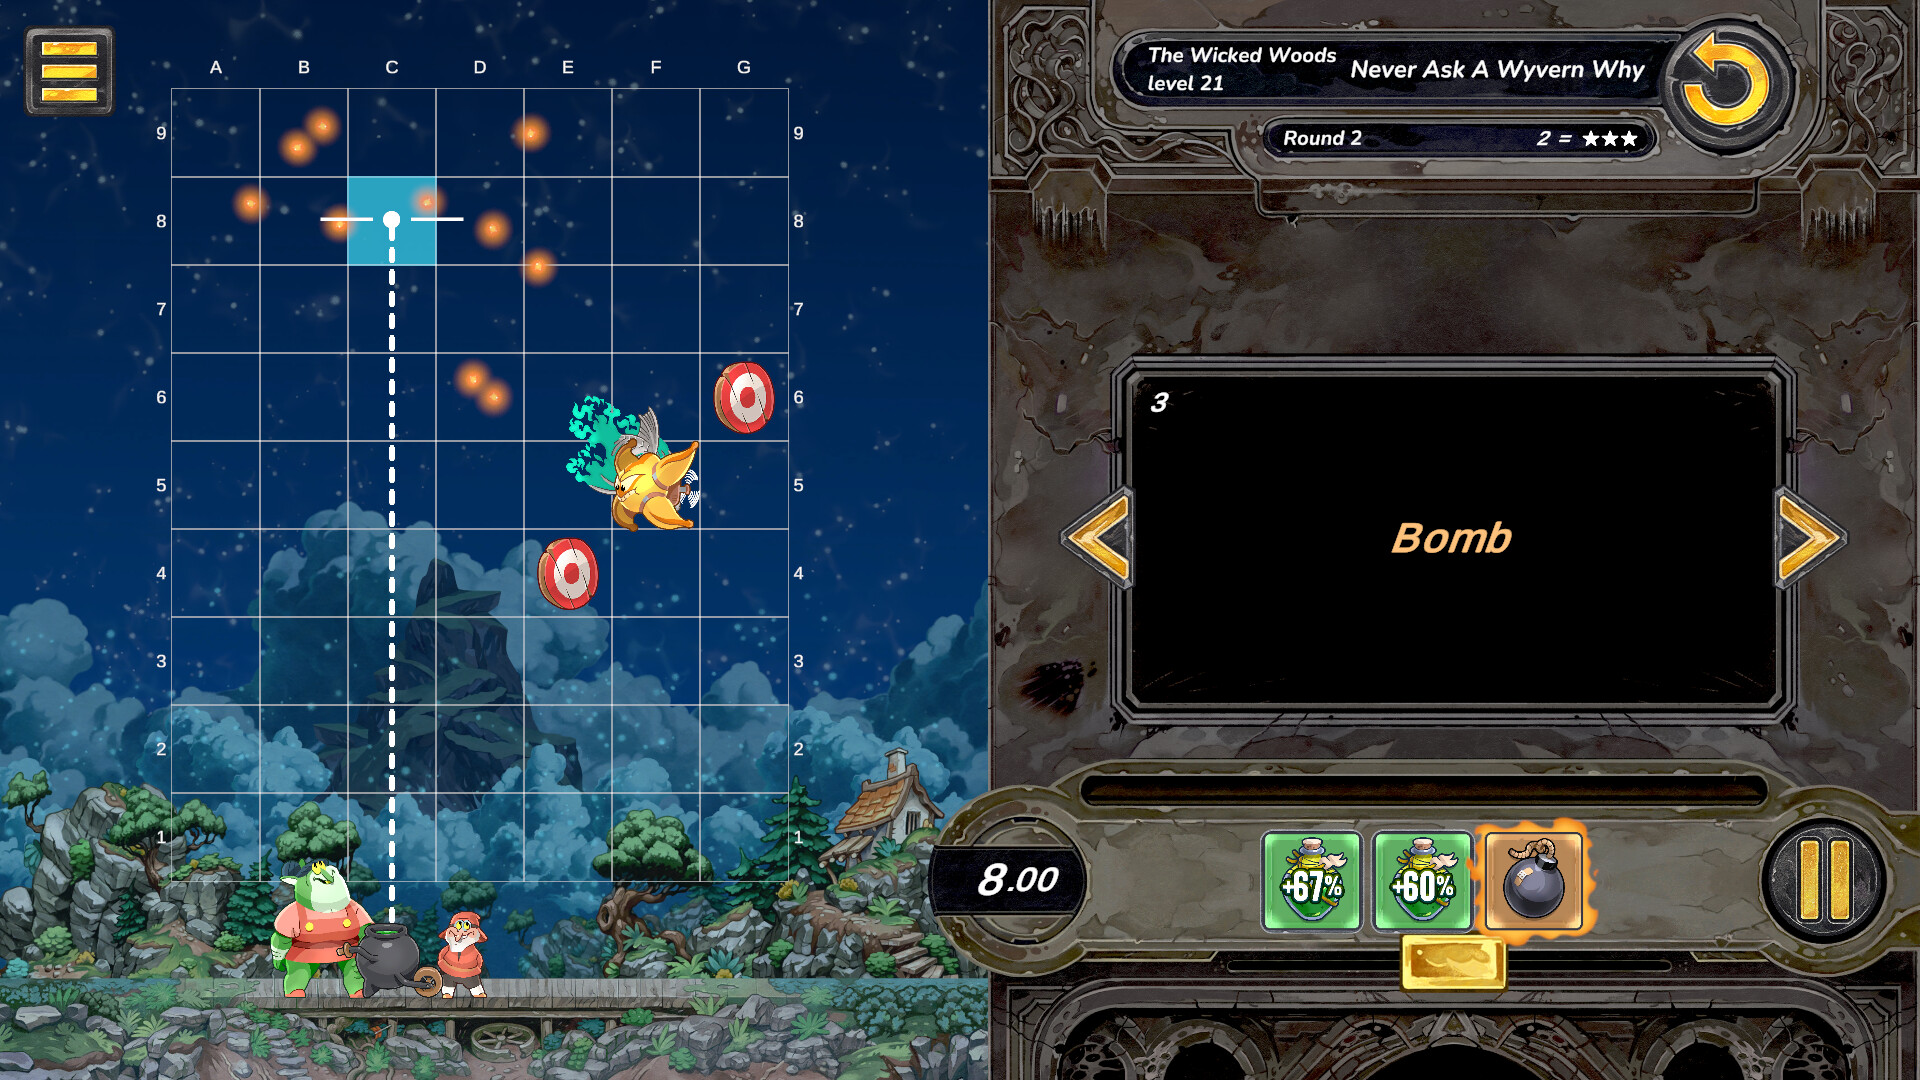 The Wicked Woods
level 21
Never Ask A Wyvern Why
Round 2
2 =
A B C D E F G
9 9
8 8
7 7
6 6
5 5
4 4
3 3
2 2
1 1
3
Bomb
8.00
+67%
+60%